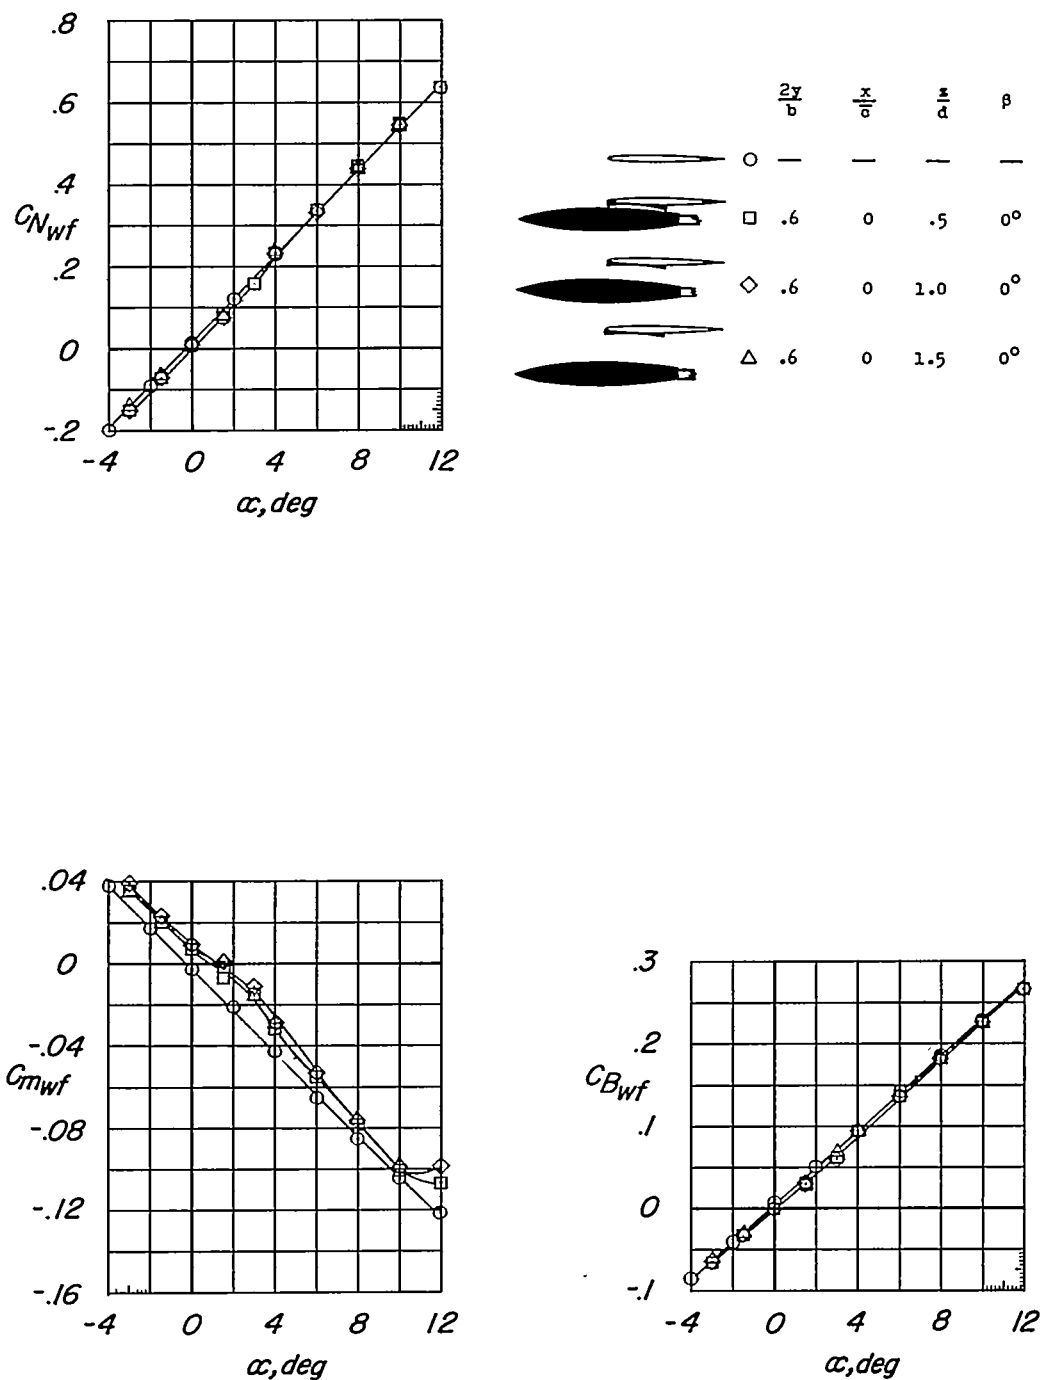 .8
.6
.4
C_{N_{wf}}
.2
0
-.2
-4 0 4 8 12
α, deg
2y/b x/c̄ z/d β
— — — —
.6 0 .5 0°
.6 0 1.0 0°
.6 0 1.5 0°
.04
0
-.04
C_{m_{wf}}
-.08
-.12
-.16
-4 0 4 8 12
α, deg
.3
.2
C_{B_{wf}}
.1
0
-.1
-4 0 4 8 12
α, deg